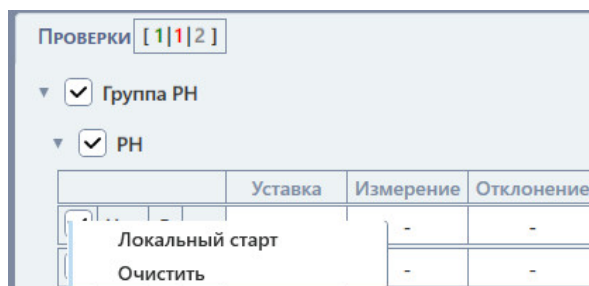 Проверки [ 1|1|2 ]
Группа РН
РН
Уставка Измерение Отклонение
- -
Локальный старт
Очистить - -